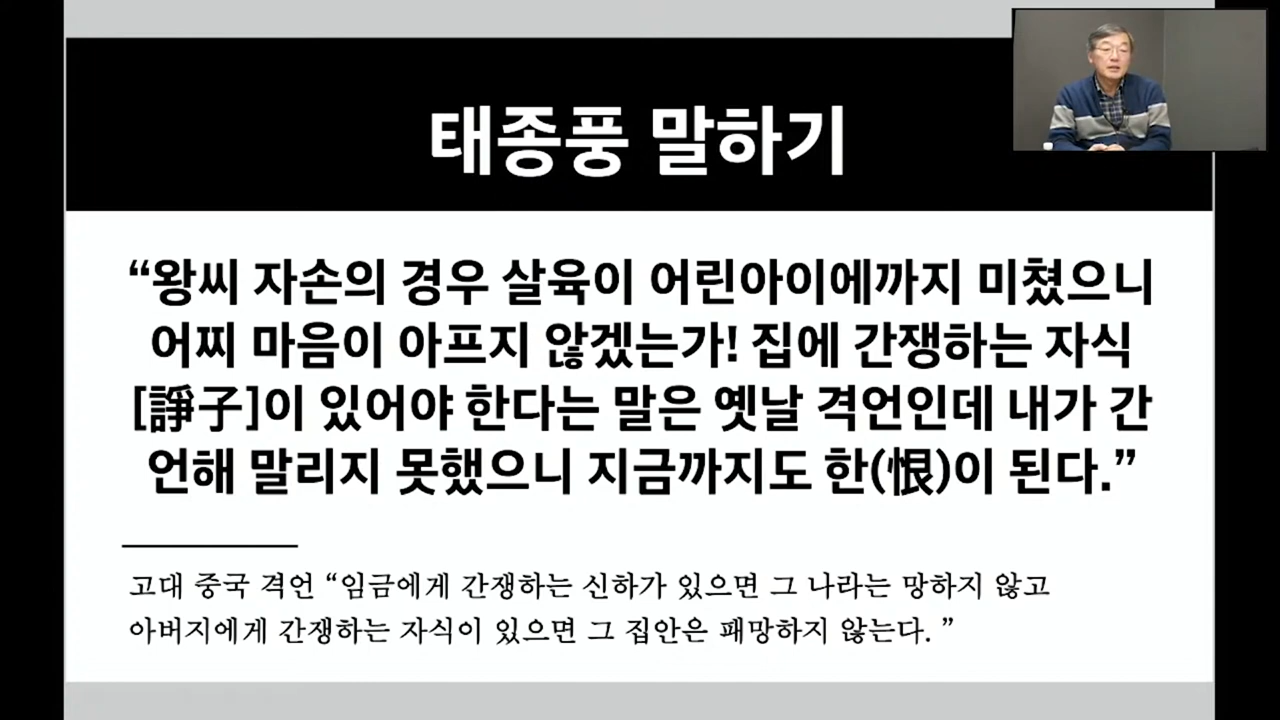 태종풍 말하기
“왕씨 자손의 경우 살육이 어린아이에까지 미쳤으니
어찌 마음이 아프지 않겠는가! 집에 간쟁하는 자식
[諍子]이 있어야 한다는 말은 옛날 격언인데 내가 간
언해 말리지 못했으니 지금까지도 한(恨)이 된다.”
고대 중국 격언 “임금에게 간쟁하는 신하가 있으면 그 나라는 망하지 않고
아버지에게 간쟁하는 자식이 있으면 그 집안은 패망하지 않는다. ”